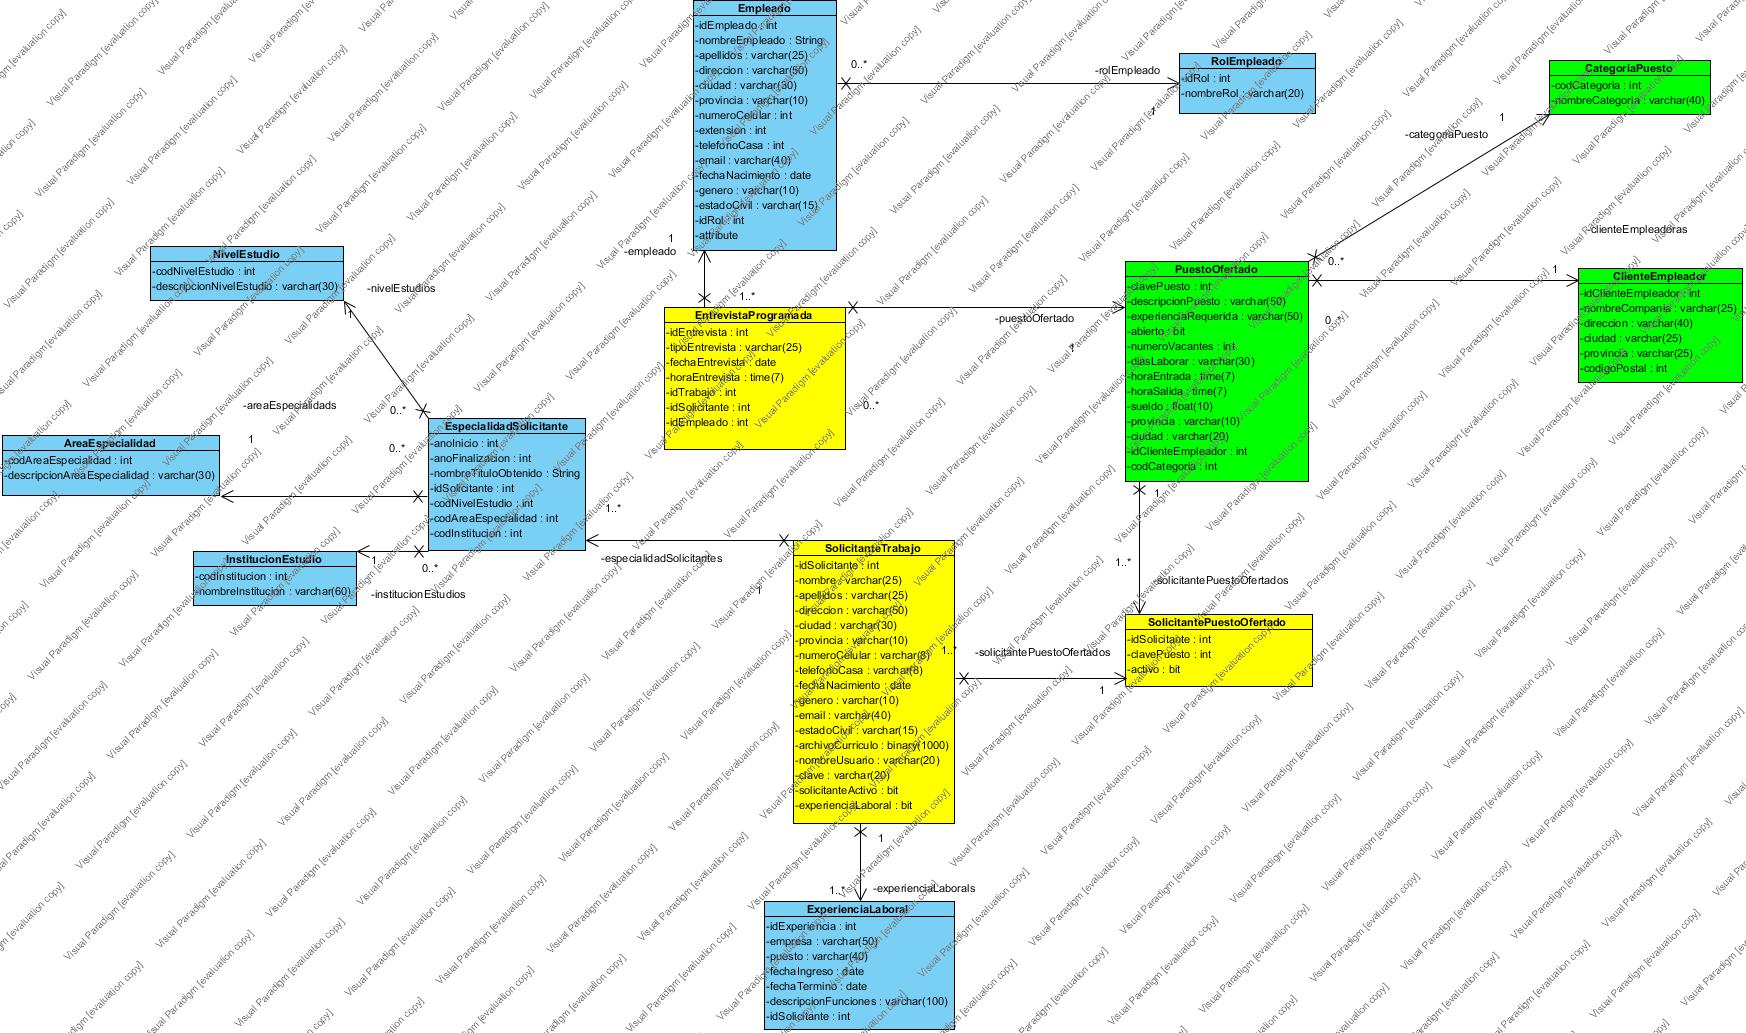 Empleado
-idEmpleado : int
-nombreEmpleado : String
-apellidos : varchar(25)
-direccion : varchar(50)
-ciudad : varchar(30)
-provincia : varchar(10)
-numeroCelular : int
-extension : int
-telefonoCasa : int
-email : varchar(40)
-fechaNacimiento : date
-genero : varchar(10)
-estadoCivil : varchar(15)
-idRol : int
-attribute
0..*
-rolEmpleado
1
RolEmpleado
-idRol : int
-nombreRol : varchar(20)
CategoriaPuesto
-codCategoria : int
-nombreCategoria : varchar(40)
1
-categoriaPuesto
0..*
-clienteEmpleadoras
1
0..*
ClienteEmpleador
-idClienteEmpleador : int
-nombreCompania : varchar(25)
-direccion : varchar(40)
-ciudad : varchar(25)
-provincia : varchar(25)
-codigoPostal : int
1
-empleado
1..*
NivelEstudio
-codNivelEstudio : int
-descripcionNivelEstudio : varchar(30)
-nivelEstudios
1
0..*
EntrevistaProgramada
-idEntrevista : int
-tipoEntrevista : varchar(25)
-fechaEntrevista : date
-horaEntrevista : time(7)
-idTrabajo : int
-idSolicitante : int
-idEmpleado : int
0..*
-puestoOfertado
1
PuestoOfertado
-clavePuesto : int
-descripcionPuesto : varchar(50)
-experienciaRequerida : varchar(50)
-abierto : bit
-numeroVacantes : int
-diasLaborar : varchar(30)
-horaEntrada : time(7)
-horaSalida : time(7)
-sueldo : float(10)
-provincia : varchar(10)
-ciudad : varchar(20)
-idClienteEmpleador : int
-codCategoria : int
-areaEspecialidads
1
0..*
AreaEspecialidad
-codAreaEspecialidad : int
-descripcionAreaEspecialidad : varchar(30)
EspecialidadSolicitante
-anoInicio : int
-anoFinalizacion : int
-nombreTituloObtenido : String
-idSolicitante : int
-codNivelEstudio : int
-codAreaEspecialidad : int
-codInstitucion : int
InstitucionEstudio
-codInstitucion : int
-nombreInstitucion : varchar(60)
1
0..*
-institucionEstudios
1..*
-especialidadSolicitantes
1
SolicitanteTrabajo
-idSolicitante : int
-nombre : varchar(25)
-apellidos : varchar(25)
-direccion : varchar(50)
-ciudad : varchar(30)
-provincia : varchar(10)
-numeroCelular : varchar(8)
-telefonoCasa : varchar(8)
-fechaNacimiento : date
-genero : varchar(10)
-email : varchar(40)
-estadoCivil : varchar(15)
-archivoCurriculo : binary(1000)
-nombreUsuario : varchar(20)
-clave : varchar(20)
-solicitanteActivo : bit
-experienciaLaboral : bit
1
1..*
-solicitantePuestoOfertados
SolicitantePuestoOfertado
-idSolicitante : int
-clavePuesto : int
-activo : bit
1..*
-solicitantePuestoOfertados
1
1
1..*
-experienciaLaborals
ExperienciaLaboral
-idExperiencia : int
-empresa : varchar(50)
-puesto : varchar(40)
-fechaIngreso : date
-fechaTermino : date
-descripcionFunciones : varchar(100)
-idSolicitante : int
Visual Paradigm [evaluation copy]